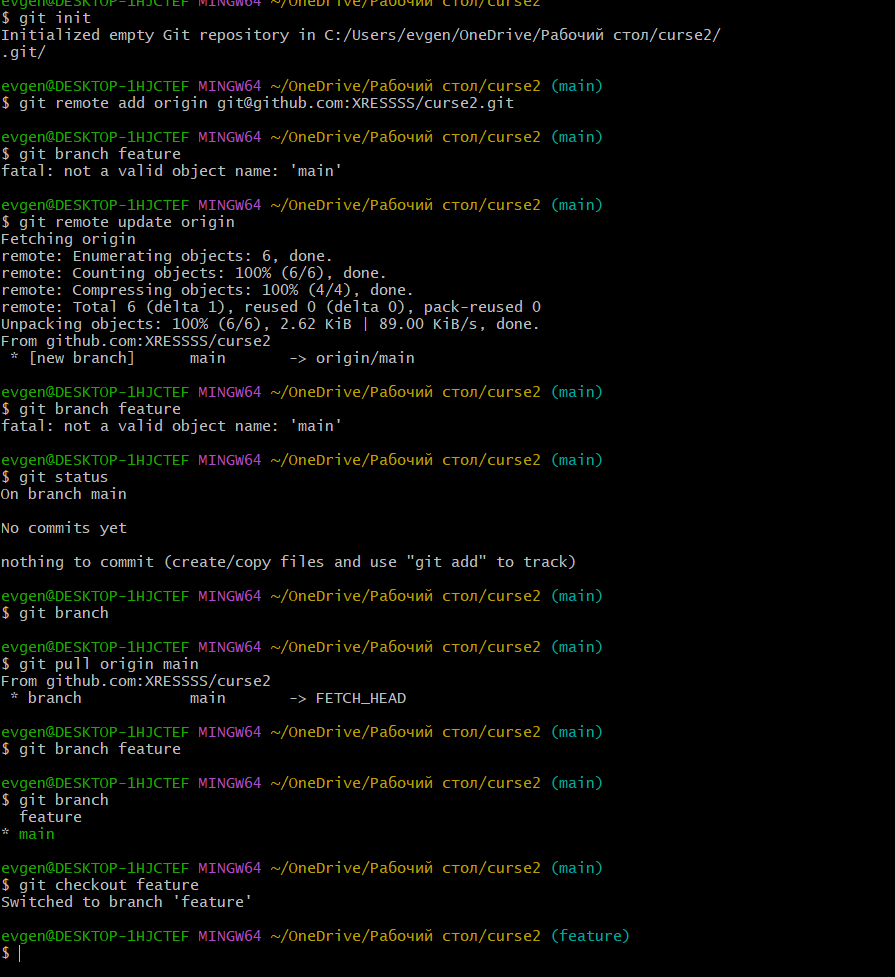 evgen@DESKTOP-1HJCTEF MINGW64 ~/OneDrive/Рабочий стол/curse2
$ git init
Initialized empty Git repository in C:/Users/evgen/OneDrive/Рабочий стол/curse2/
.git/
evgen@DESKTOP-1HJCTEF MINGW64 ~/OneDrive/Рабочий стол/curse2 (main)
$ git remote add origin git@github.com:XRESSSS/curse2.git
evgen@DESKTOP-1HJCTEF MINGW64 ~/OneDrive/Рабочий стол/curse2 (main)
$ git branch feature
fatal: not a valid object name: 'main'
evgen@DESKTOP-1HJCTEF MINGW64 ~/OneDrive/Рабочий стол/curse2 (main)
$ git remote update origin
Fetching origin
remote: Enumerating objects: 6, done.
remote: Counting objects: 100% (6/6), done.
remote: Compressing objects: 100% (4/4), done.
remote: Total 6 (delta 1), reused 0 (delta 0), pack-reused 0
Unpacking objects: 100% (6/6), 2.62 KiB | 89.00 KiB/s, done.
From github.com:XRESSSS/curse2
 * [new branch]      main       -> origin/main
evgen@DESKTOP-1HJCTEF MINGW64 ~/OneDrive/Рабочий стол/curse2 (main)
$ git branch feature
fatal: not a valid object name: 'main'
evgen@DESKTOP-1HJCTEF MINGW64 ~/OneDrive/Рабочий стол/curse2 (main)
$ git status
On branch main
No commits yet
nothing to commit (create/copy files and use "git add" to track)
evgen@DESKTOP-1HJCTEF MINGW64 ~/OneDrive/Рабочий стол/curse2 (main)
$ git branch
evgen@DESKTOP-1HJCTEF MINGW64 ~/OneDrive/Рабочий стол/curse2 (main)
$ git pull origin main
From github.com:XRESSSS/curse2
 * branch            main       -> FETCH_HEAD
evgen@DESKTOP-1HJCTEF MINGW64 ~/OneDrive/Рабочий стол/curse2 (main)
$ git branch feature
evgen@DESKTOP-1HJCTEF MINGW64 ~/OneDrive/Рабочий стол/curse2 (main)
$ git branch
  feature
* main
evgen@DESKTOP-1HJCTEF MINGW64 ~/OneDrive/Рабочий стол/curse2 (main)
$ git checkout feature
Switched to branch 'feature'
evgen@DESKTOP-1HJCTEF MINGW64 ~/OneDrive/Рабочий стол/curse2 (feature)
$